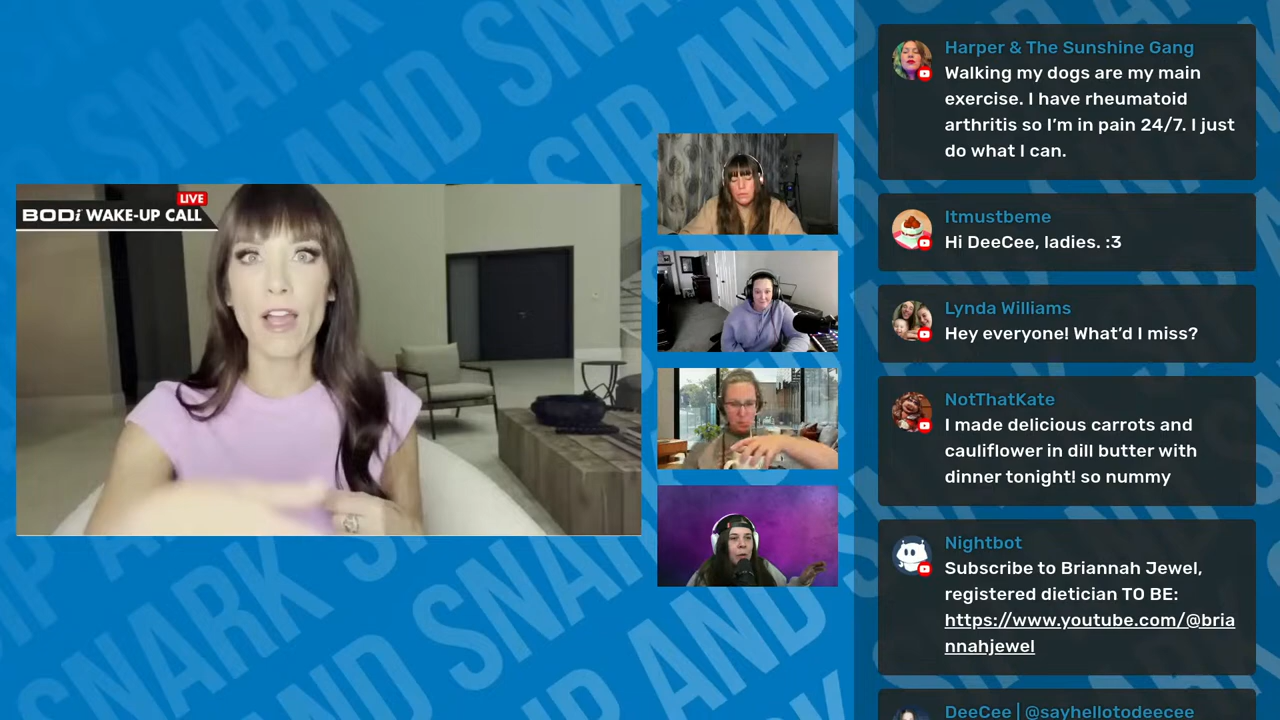 LIVE
BODi WAKE-UP CALL
SIP AND SNARK
Harper & The Sunshine Gang
Walking my dogs are my main
exercise. I have rheumatoid
arthritis so I'm in pain 24/7. I just
do what I can.
Itmustbeme
Hi DeeCee, ladies. :3
Lynda Williams
Hey everyone! What'd I miss?
NotThatKate
I made delicious carrots and
cauliflower in dill butter with
dinner tonight! so nummy
Nightbot
Subscribe to Briannah Jewel,
registered dietician TO BE:
https://www.youtube.com/@bria
nnahjewel
DeeCee | @sayhellotodeecee